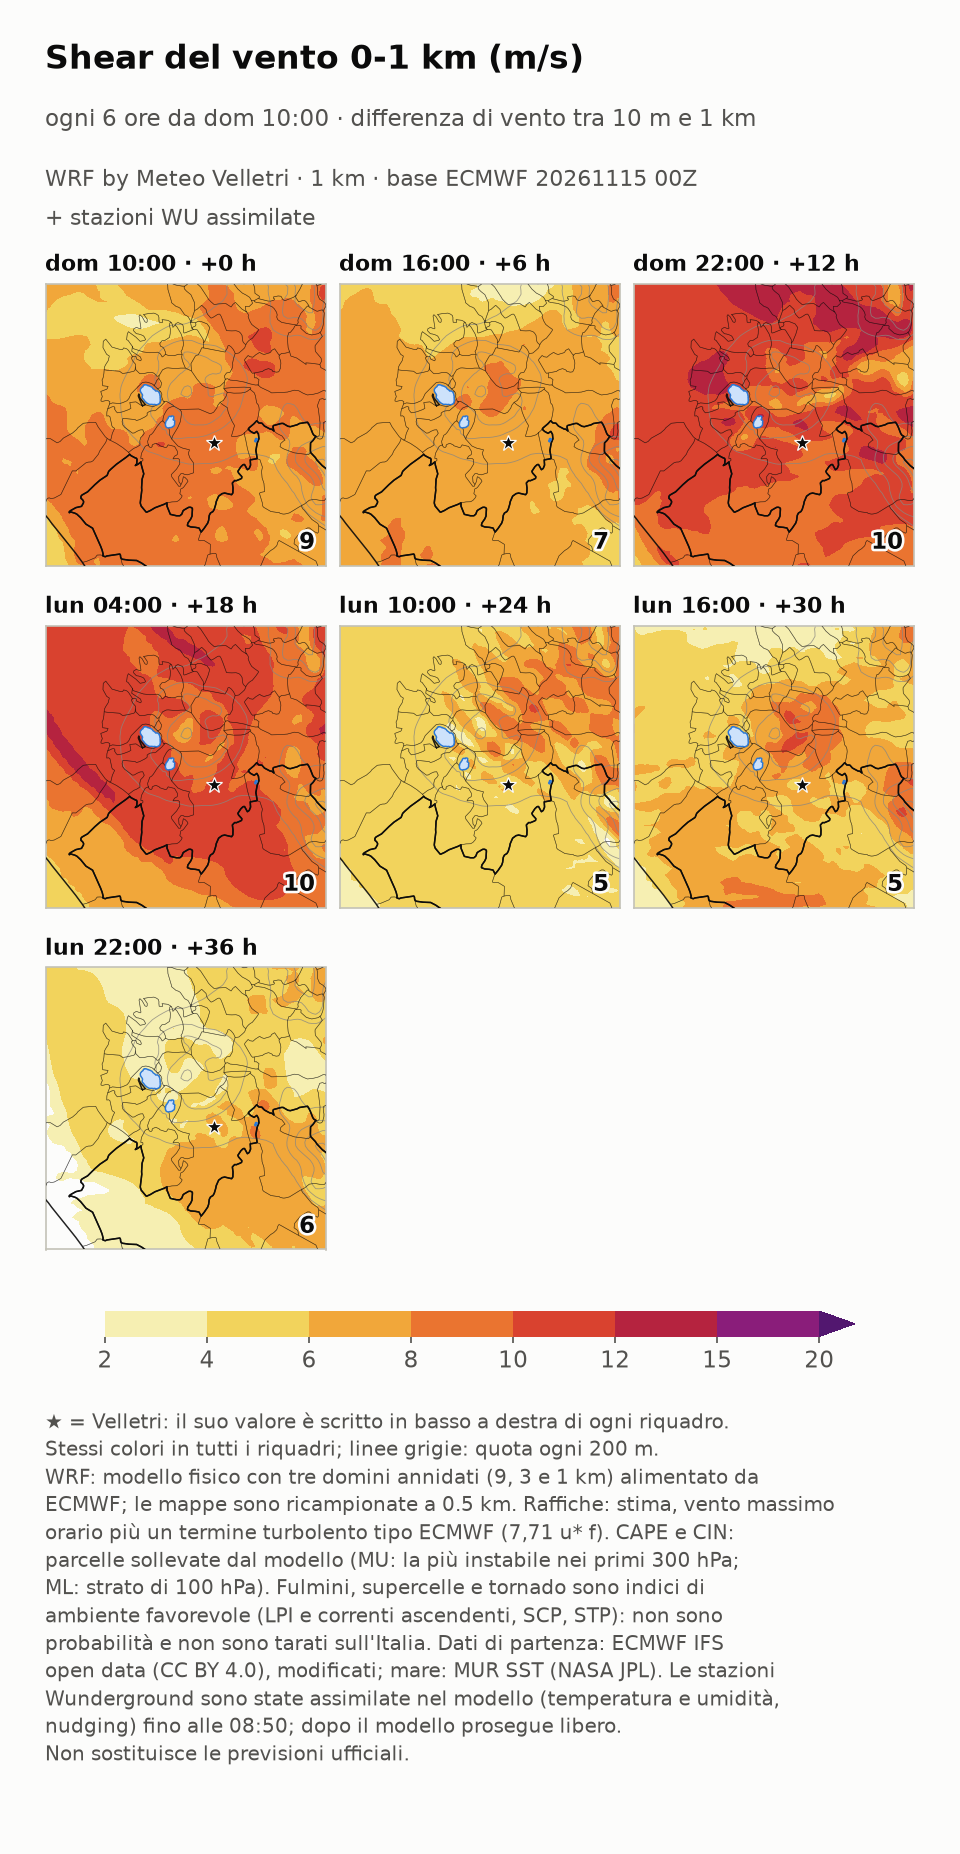 Shear del vento 0-1 km (m/s)
ogni 6 ore da dom 10:00 · differenza di vento tra 10 m e 1 km
WRF by Meteo Velletri · 1 km · base ECMWF 20261115 00Z
+ stazioni WU assimilate
dom 10:00 · +0 h
dom 16:00 · +6 h
dom 22:00 · +12 h
9
7
10
lun 04:00 · +18 h
lun 10:00 · +24 h
lun 16:00 · +30 h
10
5
5
lun 22:00 · +36 h
6
2 4 6 8 10 12 15 20
★ = Velletri: il suo valore è scritto in basso a destra di ogni riquadro.
Stessi colori in tutti i riquadri; linee grigie: quota ogni 200 m.
WRF: modello fisico con tre domini annidati (9, 3 e 1 km) alimentato da
ECMWF; le mappe sono ricampionate a 0.5 km. Raffiche: stima, vento massimo
orario più un termine turbolento tipo ECMWF (7,71 u* f). CAPE e CIN:
parcelle sollevate dal modello (MU: la più instabile nei primi 300 hPa;
ML: strato di 100 hPa). Fulmini, supercelle e tornado sono indici di
ambiente favorevole (LPI e correnti ascendenti, SCP, STP): non sono
probabilità e non sono tarati sull'Italia. Dati di partenza: ECMWF IFS
open data (CC BY 4.0), modificati; mare: MUR SST (NASA JPL). Le stazioni
Wunderground sono state assimilate nel modello (temperatura e umidità,
nudging) fino alle 08:50; dopo il modello prosegue libero.
Non sostituisce le previsioni ufficiali.